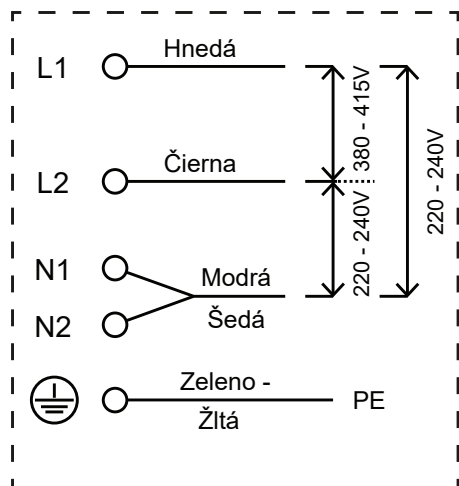 L1 Hnedá
380 - 415V
220 - 240V
L2 Čierna
220 - 240V
N1 Modrá
N2 Šedá
Zeleno - PE
Žltá